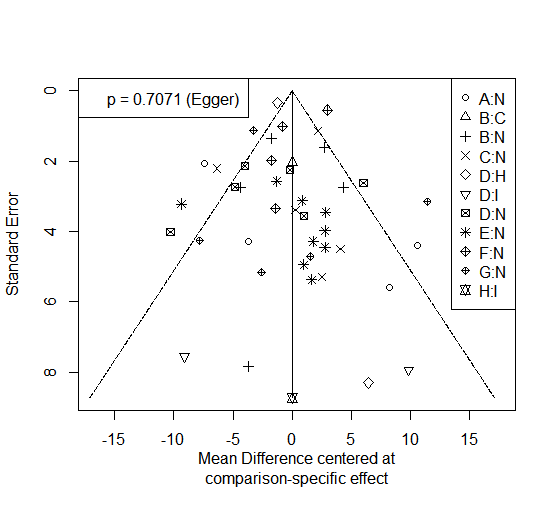 p = 0.7071 (Egger)
A:N
B:C
B:N
C:N
D:H
D:I
D:N
E:N
F:N
G:N
H:I
0
2
4
6
8
Standard Error
-15
-10
-5
0
5
10
15
Mean Difference centered at
comparison-specific effect